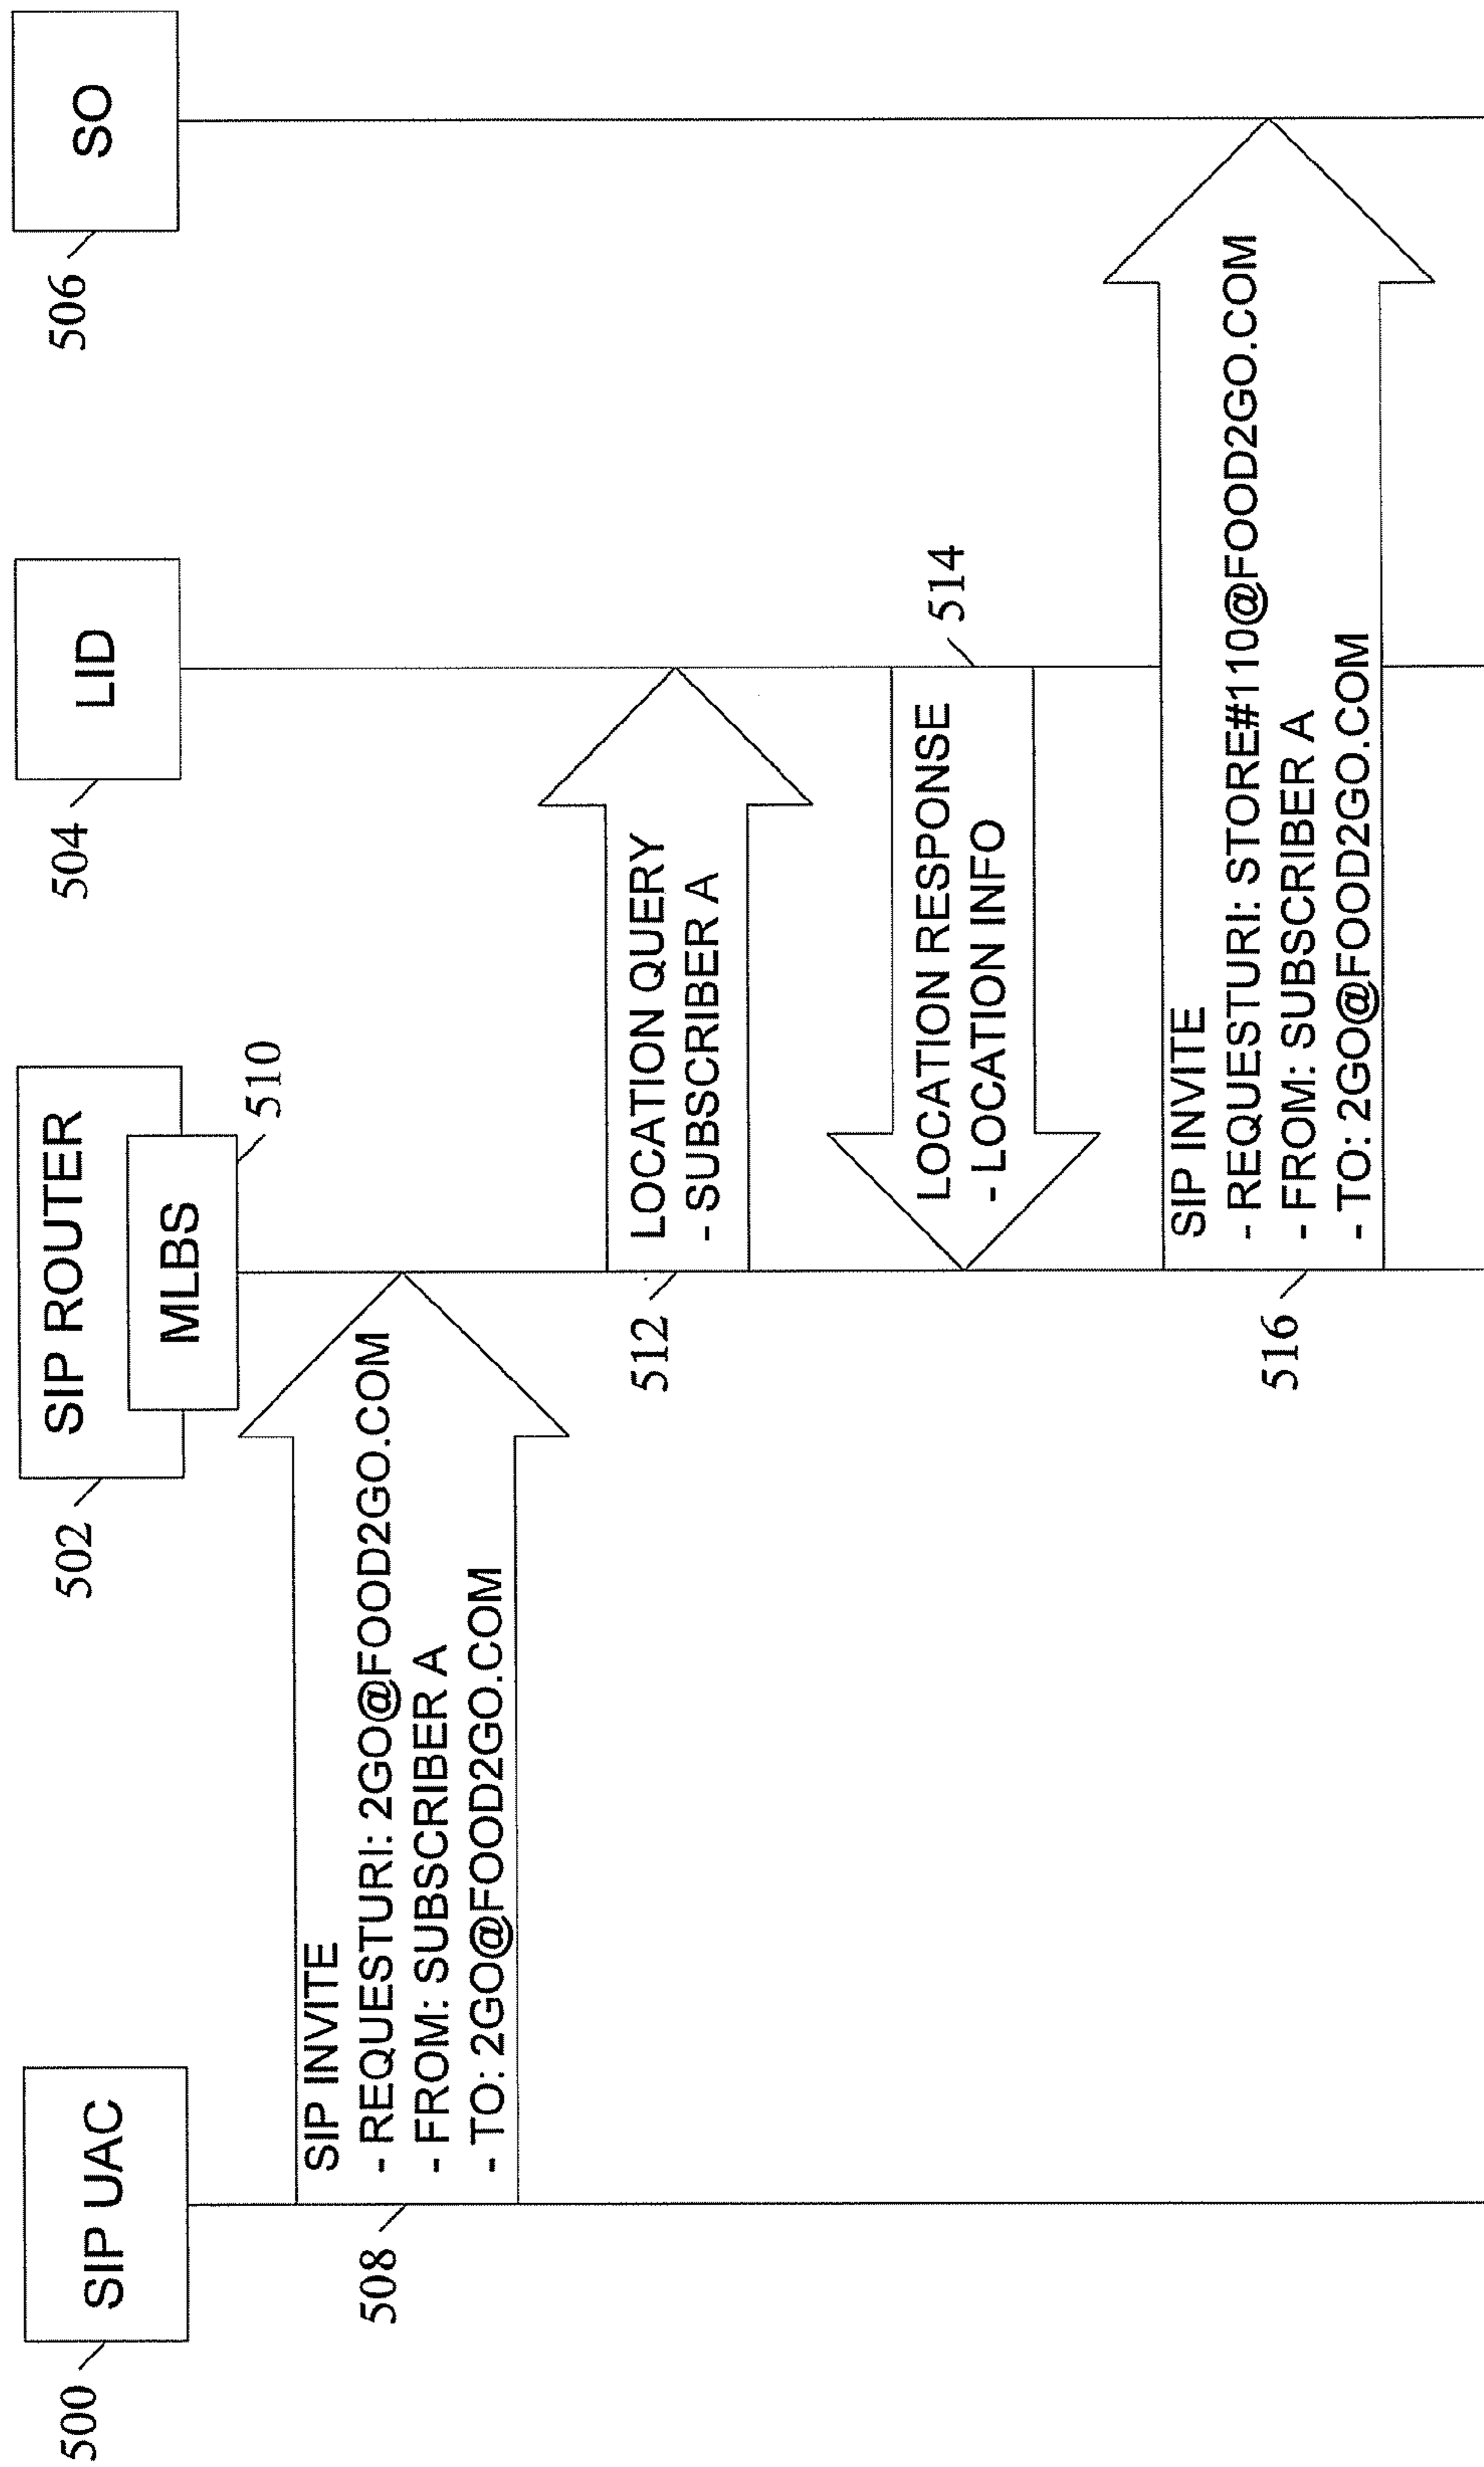 500
SIP UAC
502
SIP ROUTER
MLBS
510
504
LID
506
SO
508
SIP INVITE
- REQUESTURI: 2GO@FOOD2GO.COM
- FROM: SUBSCRIBER A
- TO: 2GO@FOOD2GO.COM
512
LOCATION QUERY
- SUBSCRIBER A
514
LOCATION RESPONSE
- LOCATION INFO
516
SIP INVITE
- REQUESTURI: STORE#110@FOOD2GO.COM
- FROM: SUBSCRIBER A
- TO: 2GO@FOOD2GO.COM